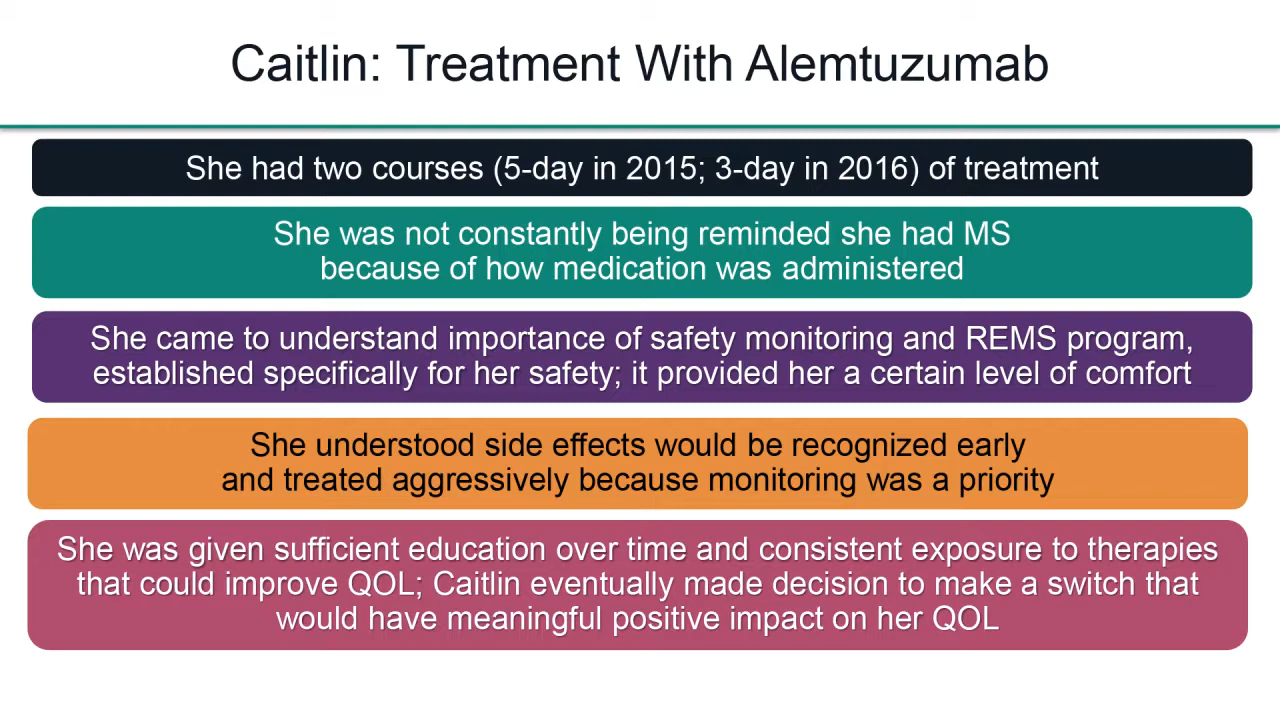 Caitlin: Treatment With Alemtuzumab
She had two courses (5-day in 2015; 3-day in 2016) of treatment
She was not constantly being reminded she had MS
because of how medication was administered
She came to understand importance of safety monitoring and REMS program,
established specifically for her safety; it provided her a certain level of comfort
She understood side effects would be recognized early
and treated aggressively because monitoring was a priority
She was given sufficient education over time and consistent exposure to therapies
that could improve QOL; Caitlin eventually made decision to make a switch that
would have meaningful positive impact on her QOL